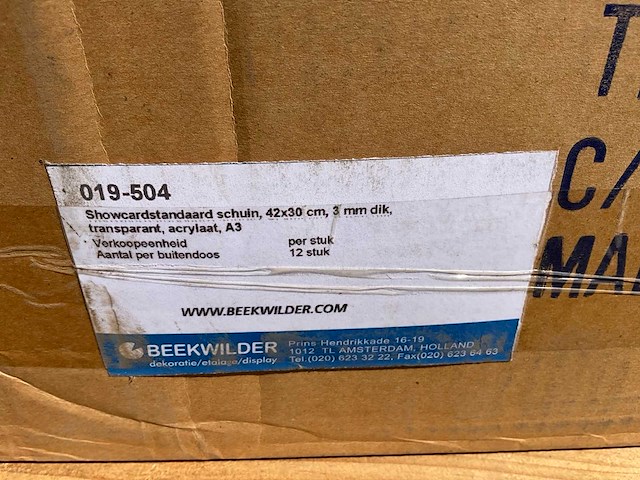 019-504
Showcardstandaard schuin, 42x30 cm, 3 mm dik,
transparant, acrylaat, A3
Verkoopeenheid per stuk
Aantal per buitendoos 12 stuk
WWW.BEEKWILDER.COM
BEEKWILDER
dekoratie/etalage/display
Prins Hendrikkade 16-19
1012 TL AMSTERDAM, HOLLAND
Tel.(020) 623 32 22, Fax(020) 623 64 63